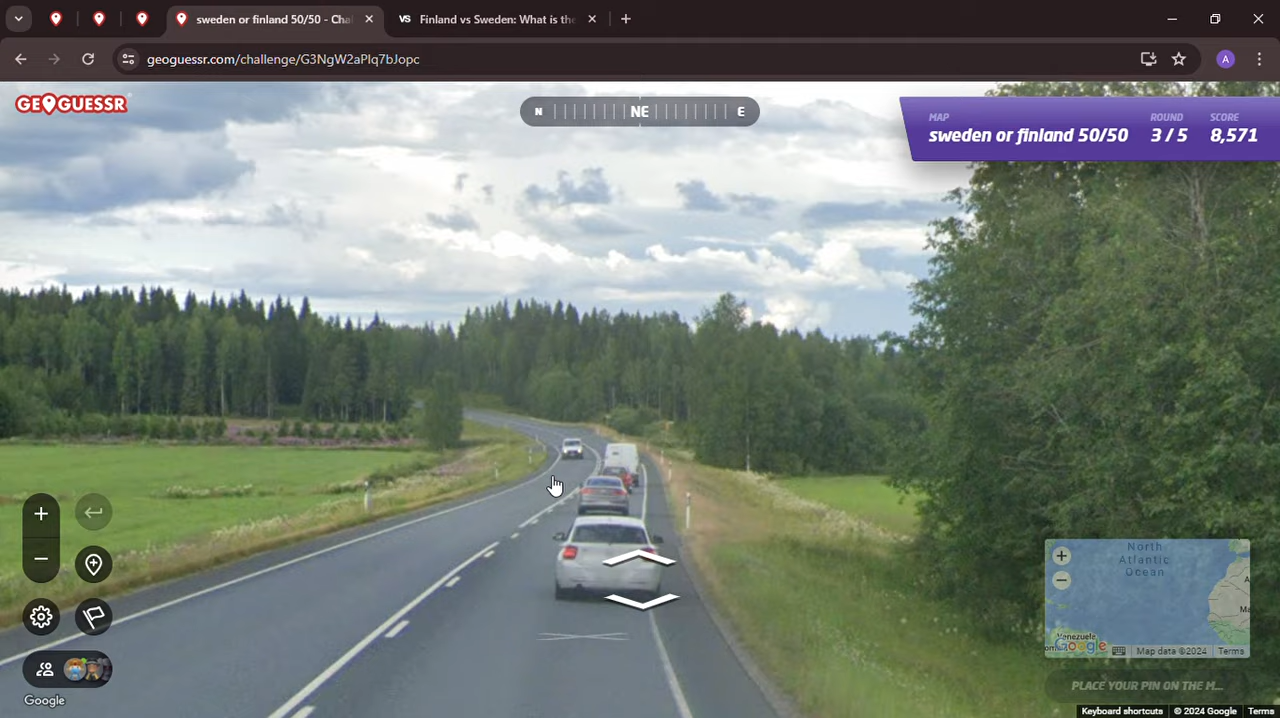 sweden or finland 50/50 - Cha
VS Finland vs Sweden: What is the
geoguessr.com/challenge/G3NgW2aPIq7bJopc
A
GEOGUESSR
N NE E
MAP ROUND SCORE
sweden or finland 50/50 3 / 5 8,571
North
Atlantic
Ocean
Venezuela
Google
Map data ©2024 Terms
PLACE YOUR PIN ON THE M...
Google
Keyboard shortcuts © 2024 Google Terms